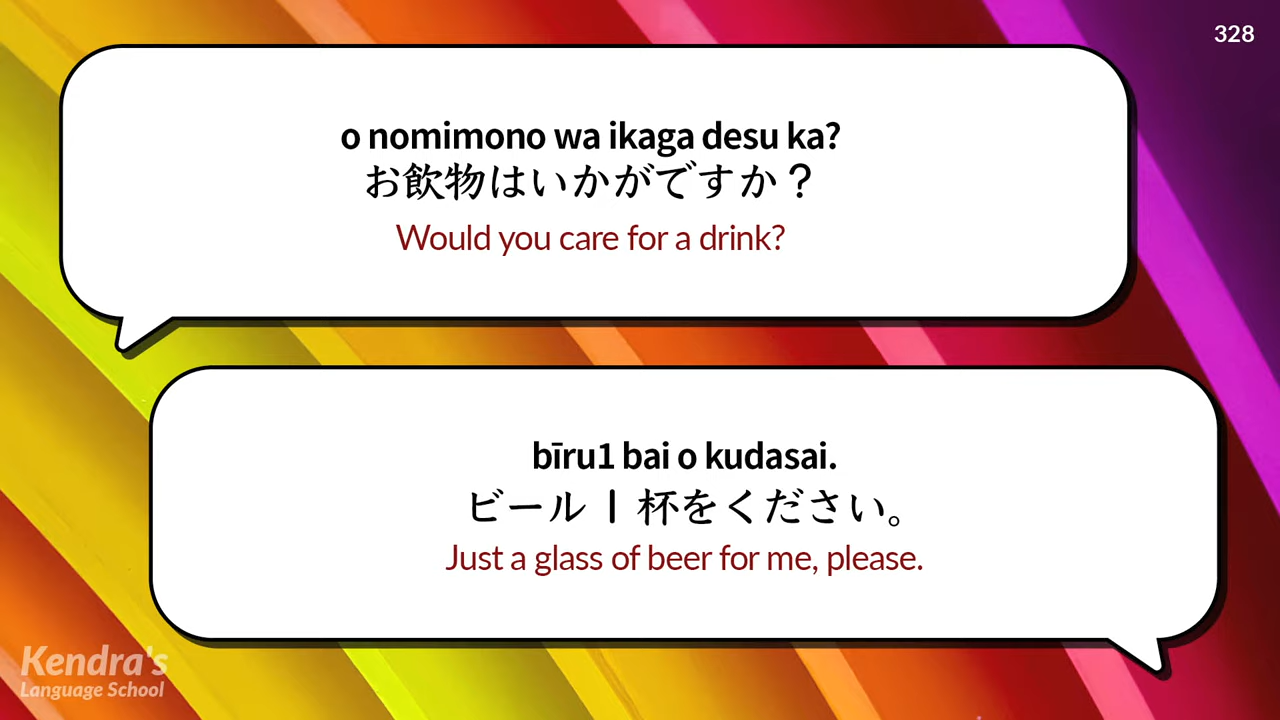 328
o nomimono wa ikaga desu ka?
お飲物はいかがですか？
Would you care for a drink?
bīru1 bai o kudasai.
ビール１杯をください。
Just a glass of beer for me, please.
Kendra's
Language School